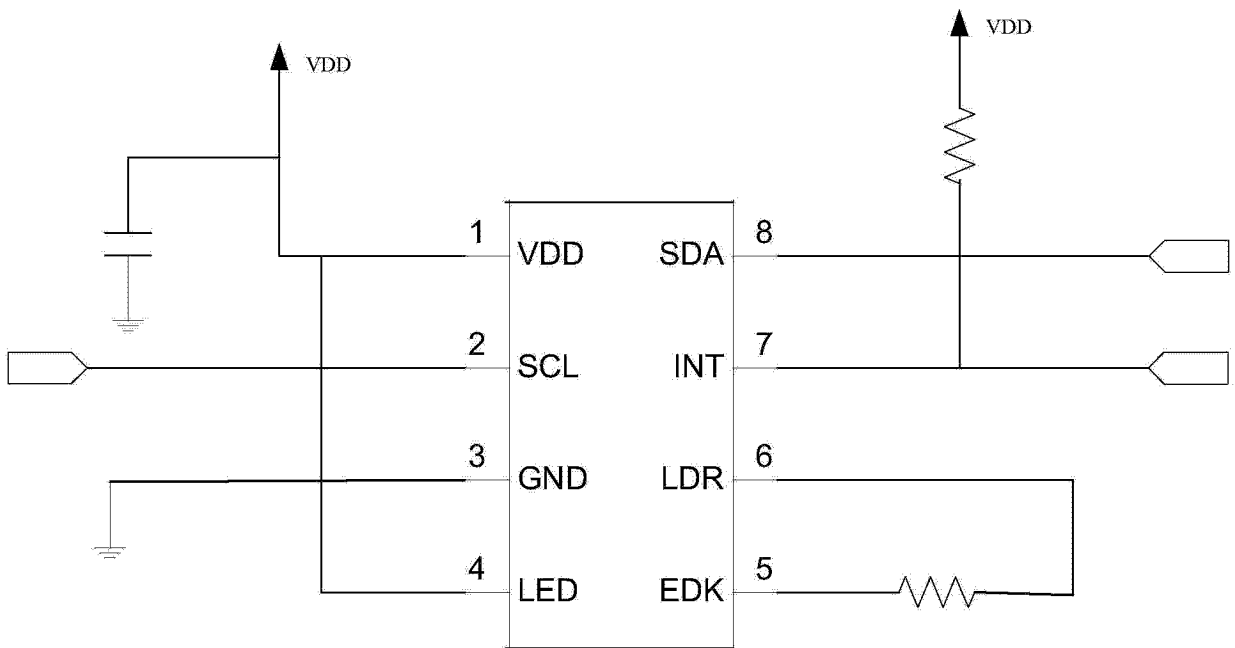 VDD
VDD
1 VDD SDA 8
2 SCL INT 7
3 GND LDR 6
4 LED EDK 5